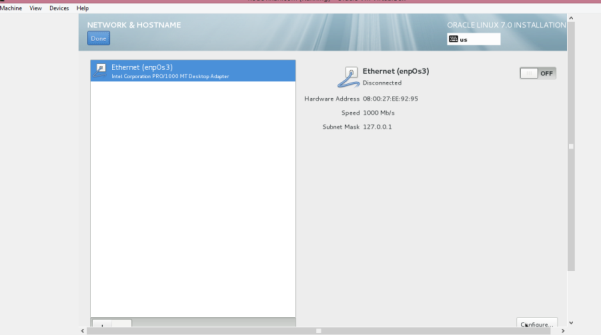 Machine View Devices Help
NETWORK & HOSTNAME
ORACLE LINUX 7.0 INSTALLATION
Done
us
Ethernet (enp0s3)
Intel Corporation PRO/1000 MT Desktop Adapter
Ethernet (enp0s3)
Disconnected
OFF
Hardware Address 08:00:27:EE:92:95
Speed 1000 Mb/s
Subnet Mask 127.0.0.1
Configure...